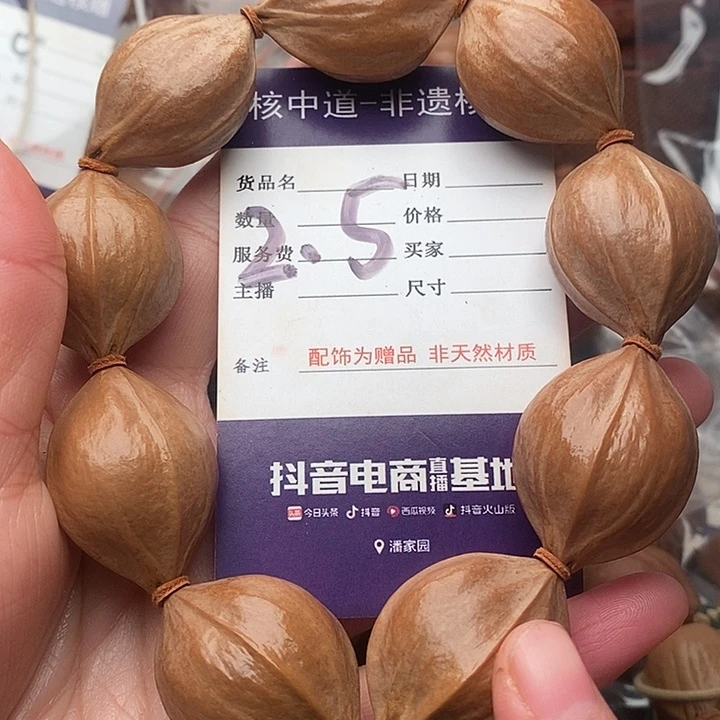 核中道-非遗核
货品名 日期
数量 价格
服务费 买家
主播 尺寸
2.5
备注 配饰为赠品 非天然材质
抖音电商直播基地
今日头条 抖音 西瓜视频 抖音火山版
潘家园